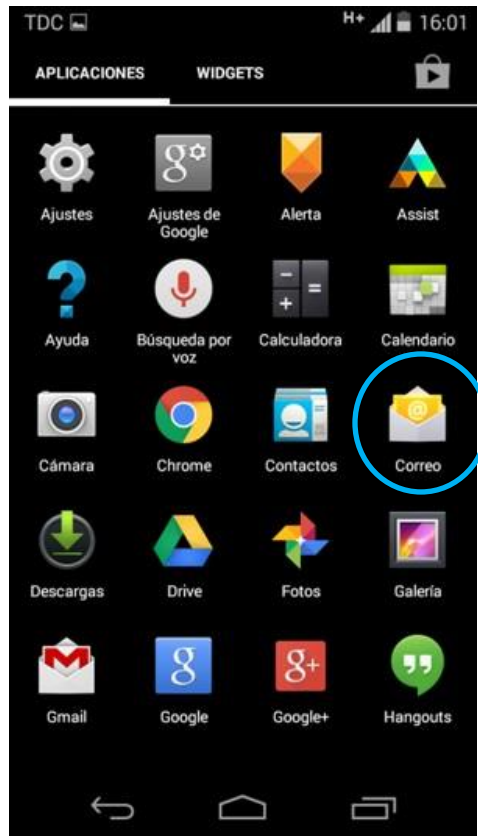 TDC H+ 16:01
APLICACIONES WIDGETS
Ajustes Ajustes de Google Alerta Assist
Ayuda Búsqueda por voz Calculadora Calendario
Cámara Chrome Contactos Correo
Descargas Drive Fotos Galería
Gmail Google Google+ Hangouts